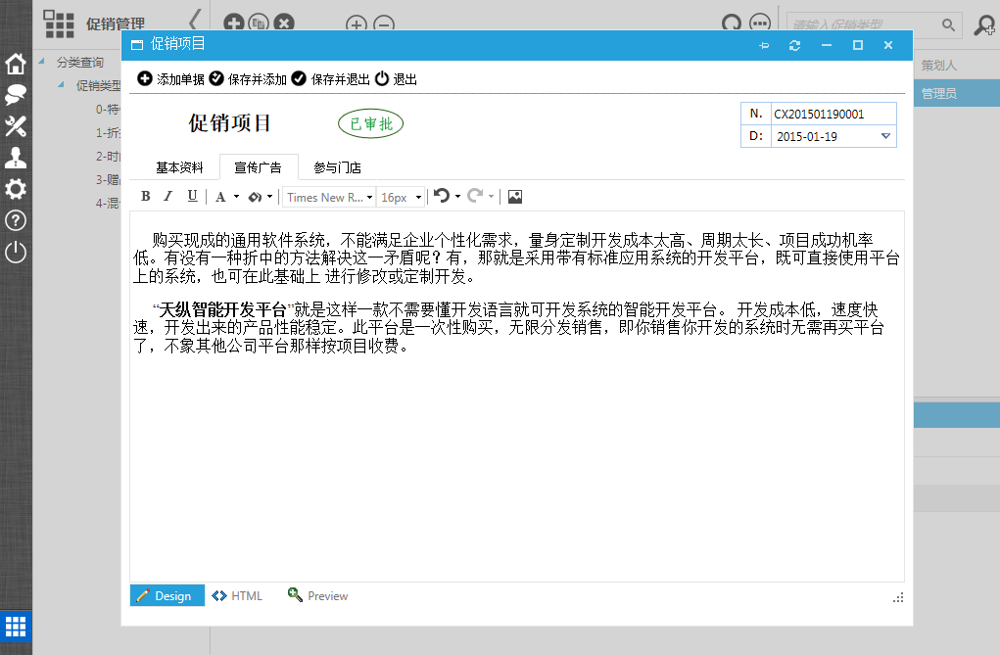 促销管理
请输入促销类型
促销项目
添加单据 保存并添加 保存并退出 退出
分类查询
促销类型
0-特
1-折
2-时
3-赠
4-混
策划人
管理员
促销项目
已审批
N. CX201501190001
D: 2015-01-19
基本资料 宣传广告 参与门店
B I U A Times New R... 16px
购买现成的通用软件系统，不能满足企业个性化需求，量身定制开发成本太高、周期太长、项目成功机率
低。有没有一种折中的方法解决这一矛盾呢？有，那就是采用带有标准应用系统的开发平台，既可直接使用平台
上的系统，也可在此基础上 进行修改或定制开发。
“天纵智能开发平台”就是这样一款不需要懂开发语言就可开发系统的智能开发平台。 开发成本低，速度快
速，开发出来的产品性能稳定。此平台是一次性购买，无限分发销售，即你销售你开发的系统时无需再买平台
了，不象其他公司平台那样按项目收费。
Design HTML Preview